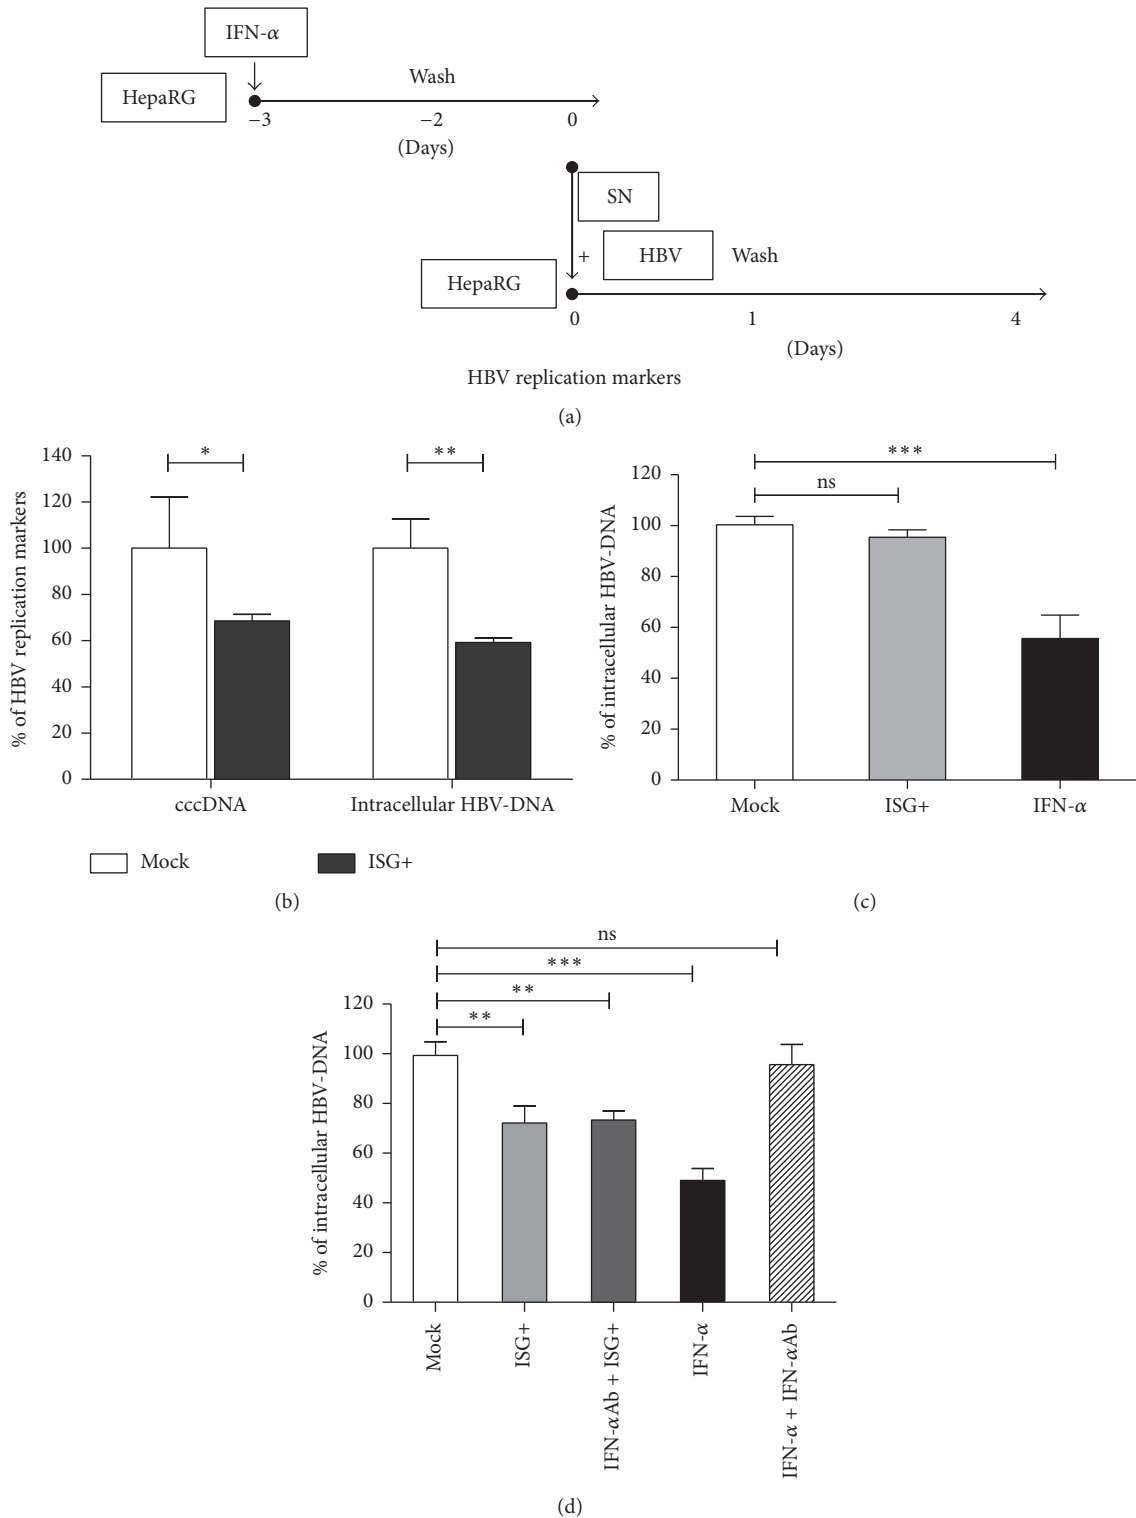 IFN-α
HepaRG
Wash
−3
−2
0
(Days)
SN
+
HBV
Wash
HepaRG
0
1
4
(Days)
HBV replication markers
(a)
% of HBV replication markers
140
120
100
80
60
40
20
0
*
**
cccDNA
Intracellular HBV-DNA
Mock
ISG+
(b)
% of intracellular HBV-DNA
120
100
80
60
40
20
0
***
ns
Mock
ISG+
IFN-α
(c)
% of intracellular HBV-DNA
120
100
80
60
40
20
0
ns
***
**
**
Mock
ISG+
IFN-αAb + ISG+
IFN-α
IFN-α + IFN-αAb
(d)